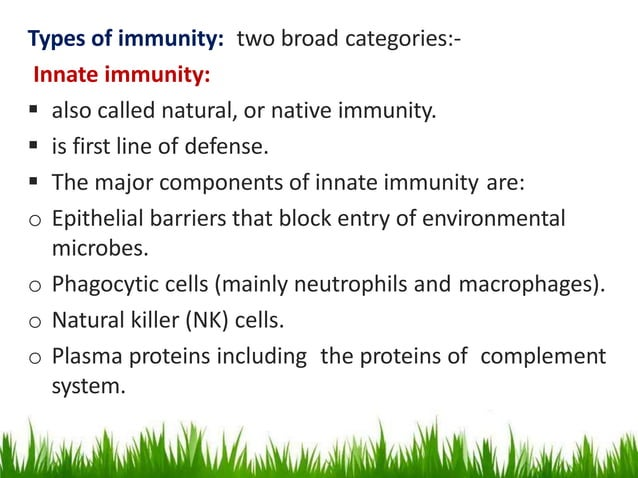 Types of immunity: two broad categories:-
Innate immunity:
▪ also called natural, or native immunity.
▪ is first line of defense.
▪ The major components of innate immunity are:
o Epithelial barriers that block entry of environmental
microbes.
o Phagocytic cells (mainly neutrophils and macrophages).
o Natural killer (NK) cells.
o Plasma proteins including the proteins of complement
system.